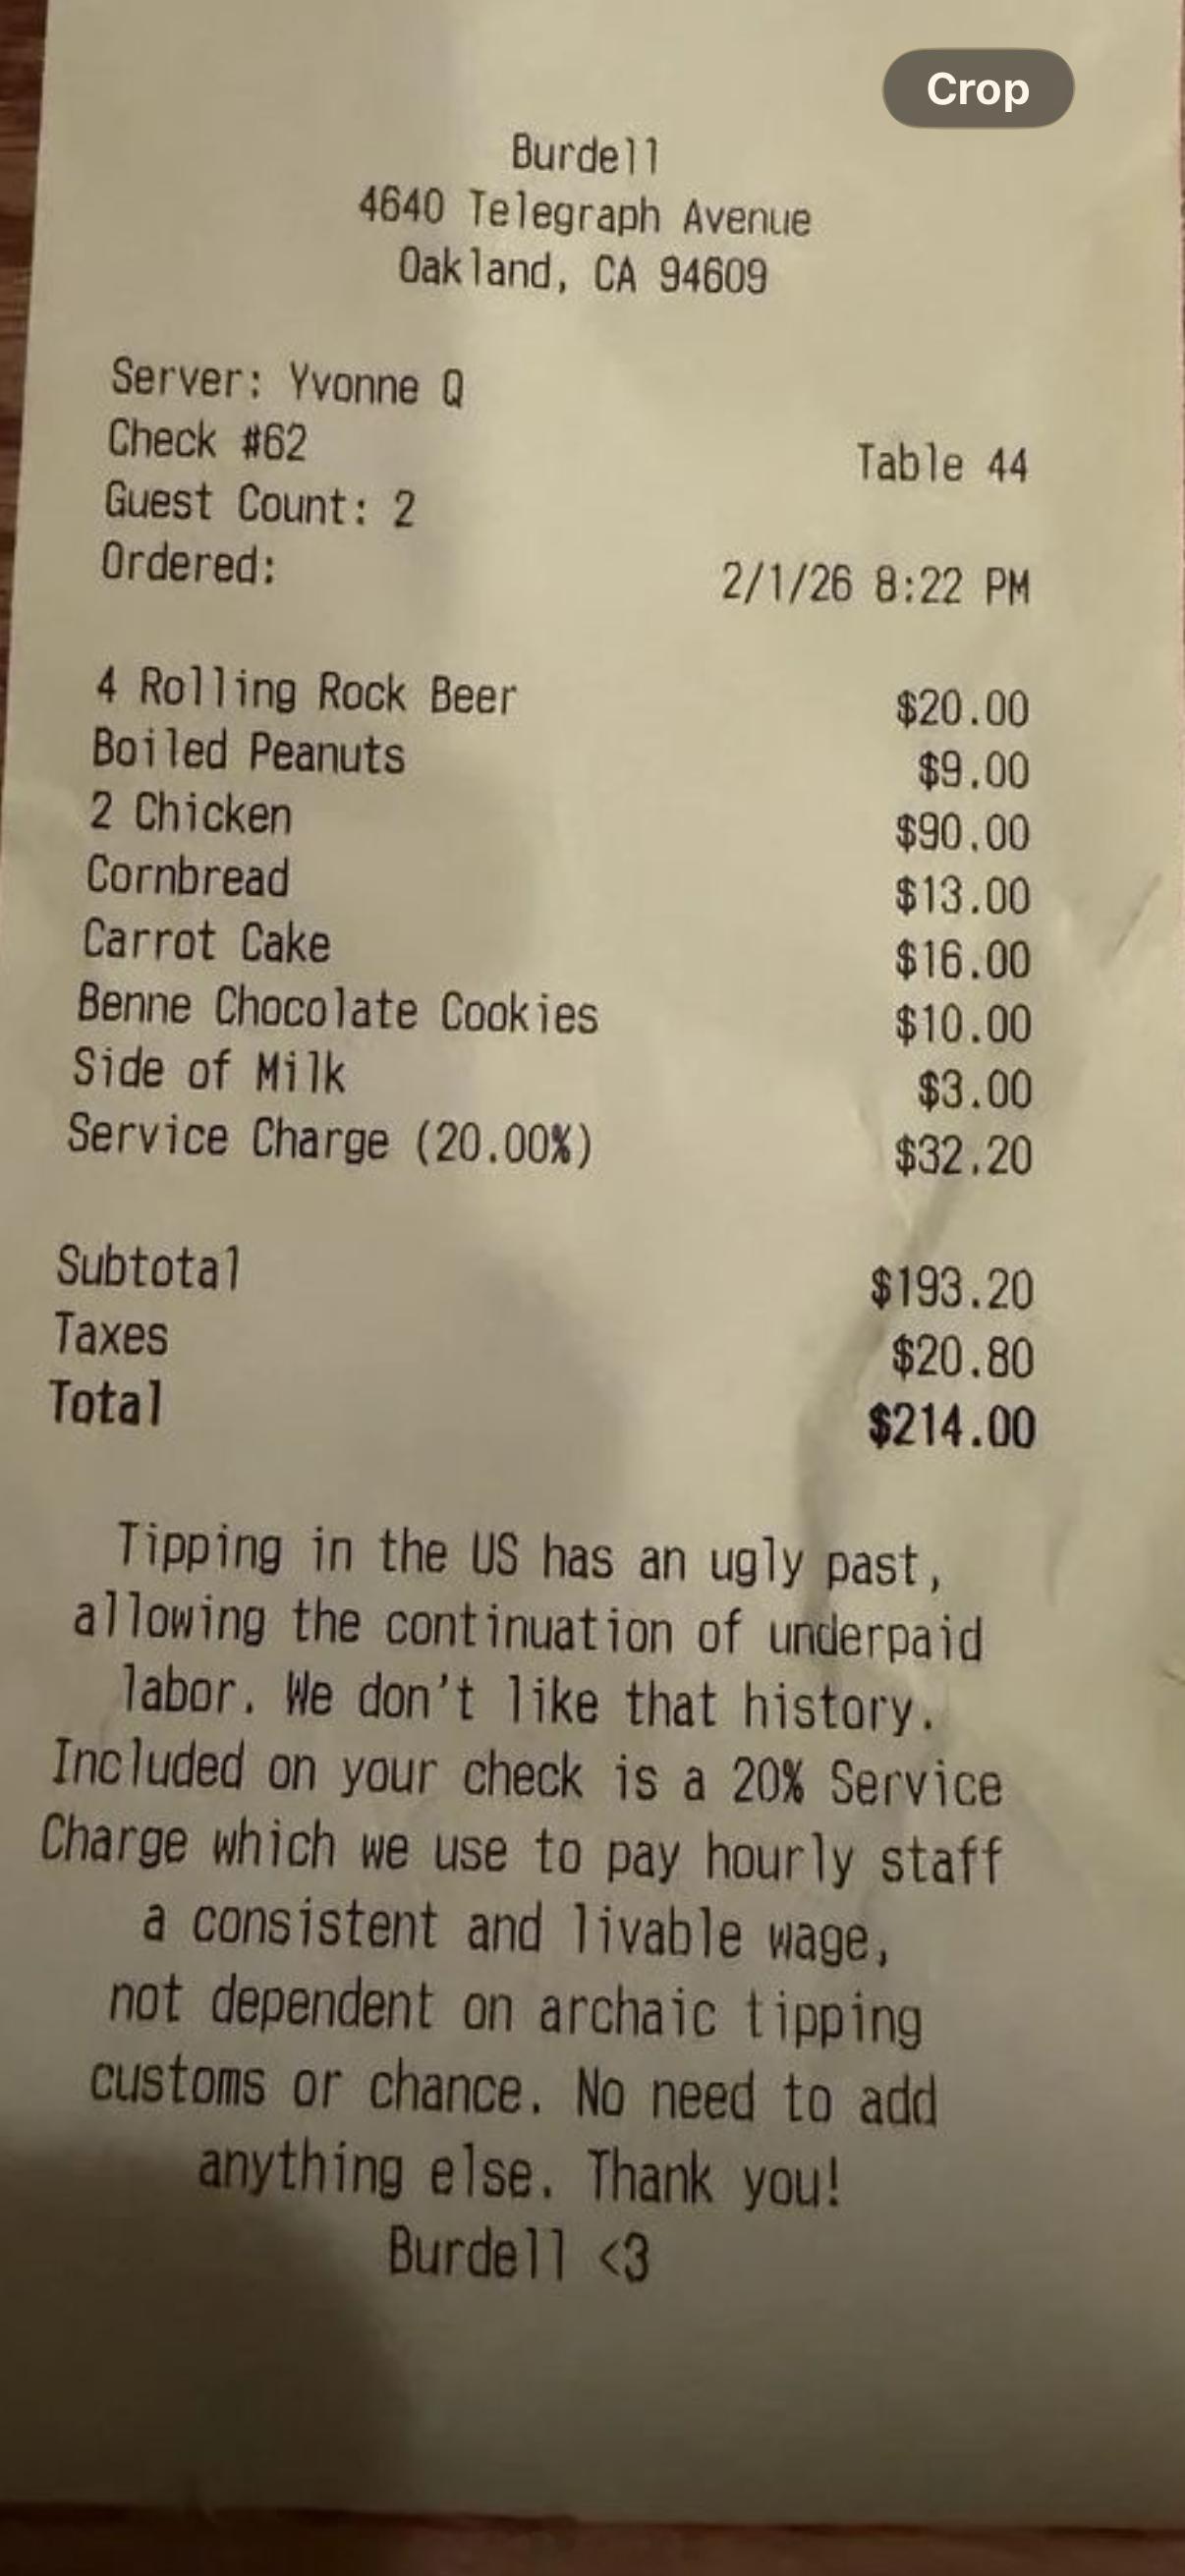 Crop
Burdell
4640 Telegraph Avenue
Oakland, CA 94609
Server: Yvonne Q
Check #62
Table 44
Guest Count: 2
Ordered:
2/1/26 8:22 PM
4 Rolling Rock Beer $20.00
Boiled Peanuts $9.00
2 Chicken $90.00
Cornbread $13.00
Carrot Cake $16.00
Benne Chocolate Cookies $10.00
Side of Milk $3.00
Service Charge (20.00%) $32.20
Subtotal $193.20
Taxes $20.80
Total $214.00
Tipping in the US has an ugly past,
allowing the continuation of underpaid
labor. We don't like that history.
Included on your check is a 20% Service
Charge which we use to pay hourly staff
a consistent and livable wage,
not dependent on archaic tipping
customs or chance. No need to add
anything else. Thank you!
Burdell <3